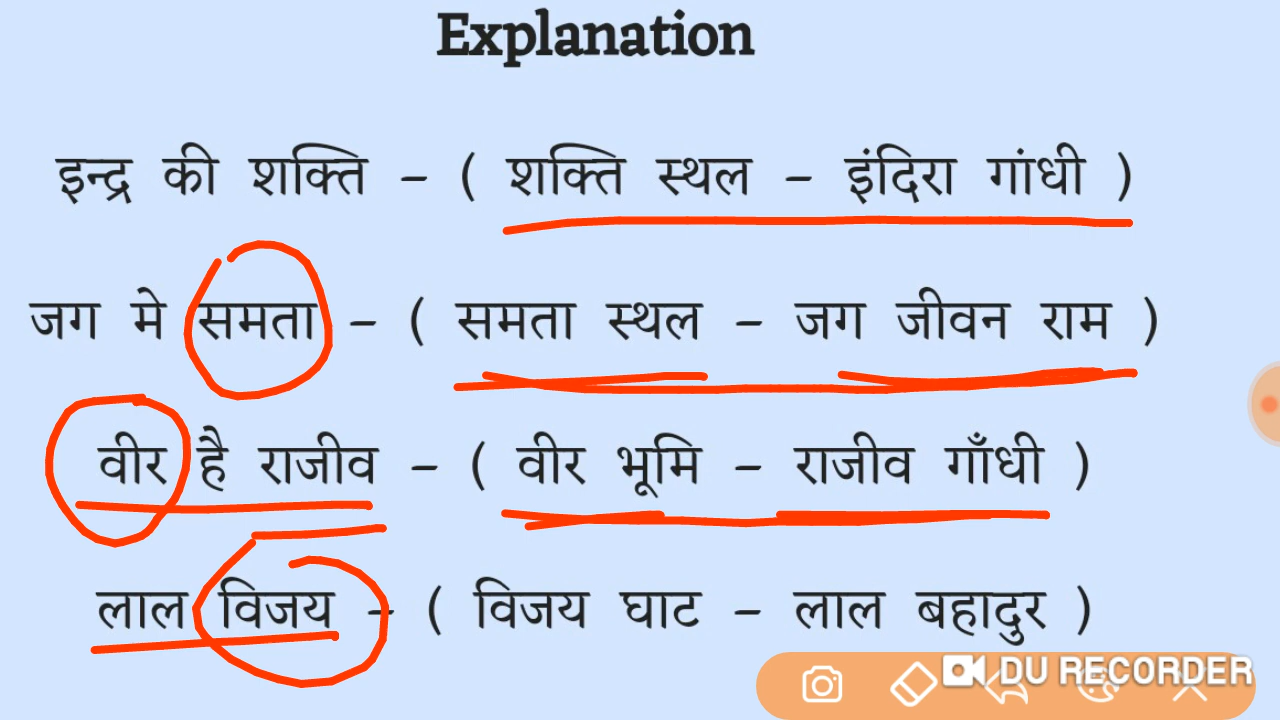 Explanation
इन्द्र की शक्ति - ( शक्ति स्थल - इंदिरा गांधी )
जग मे समता - ( समता स्थल - जग जीवन राम )
वीर है राजीव - ( वीर भूमि - राजीव गाँधी )
लाल विजय - ( विजय घाट - लाल बहादुर )
DU RECORDER